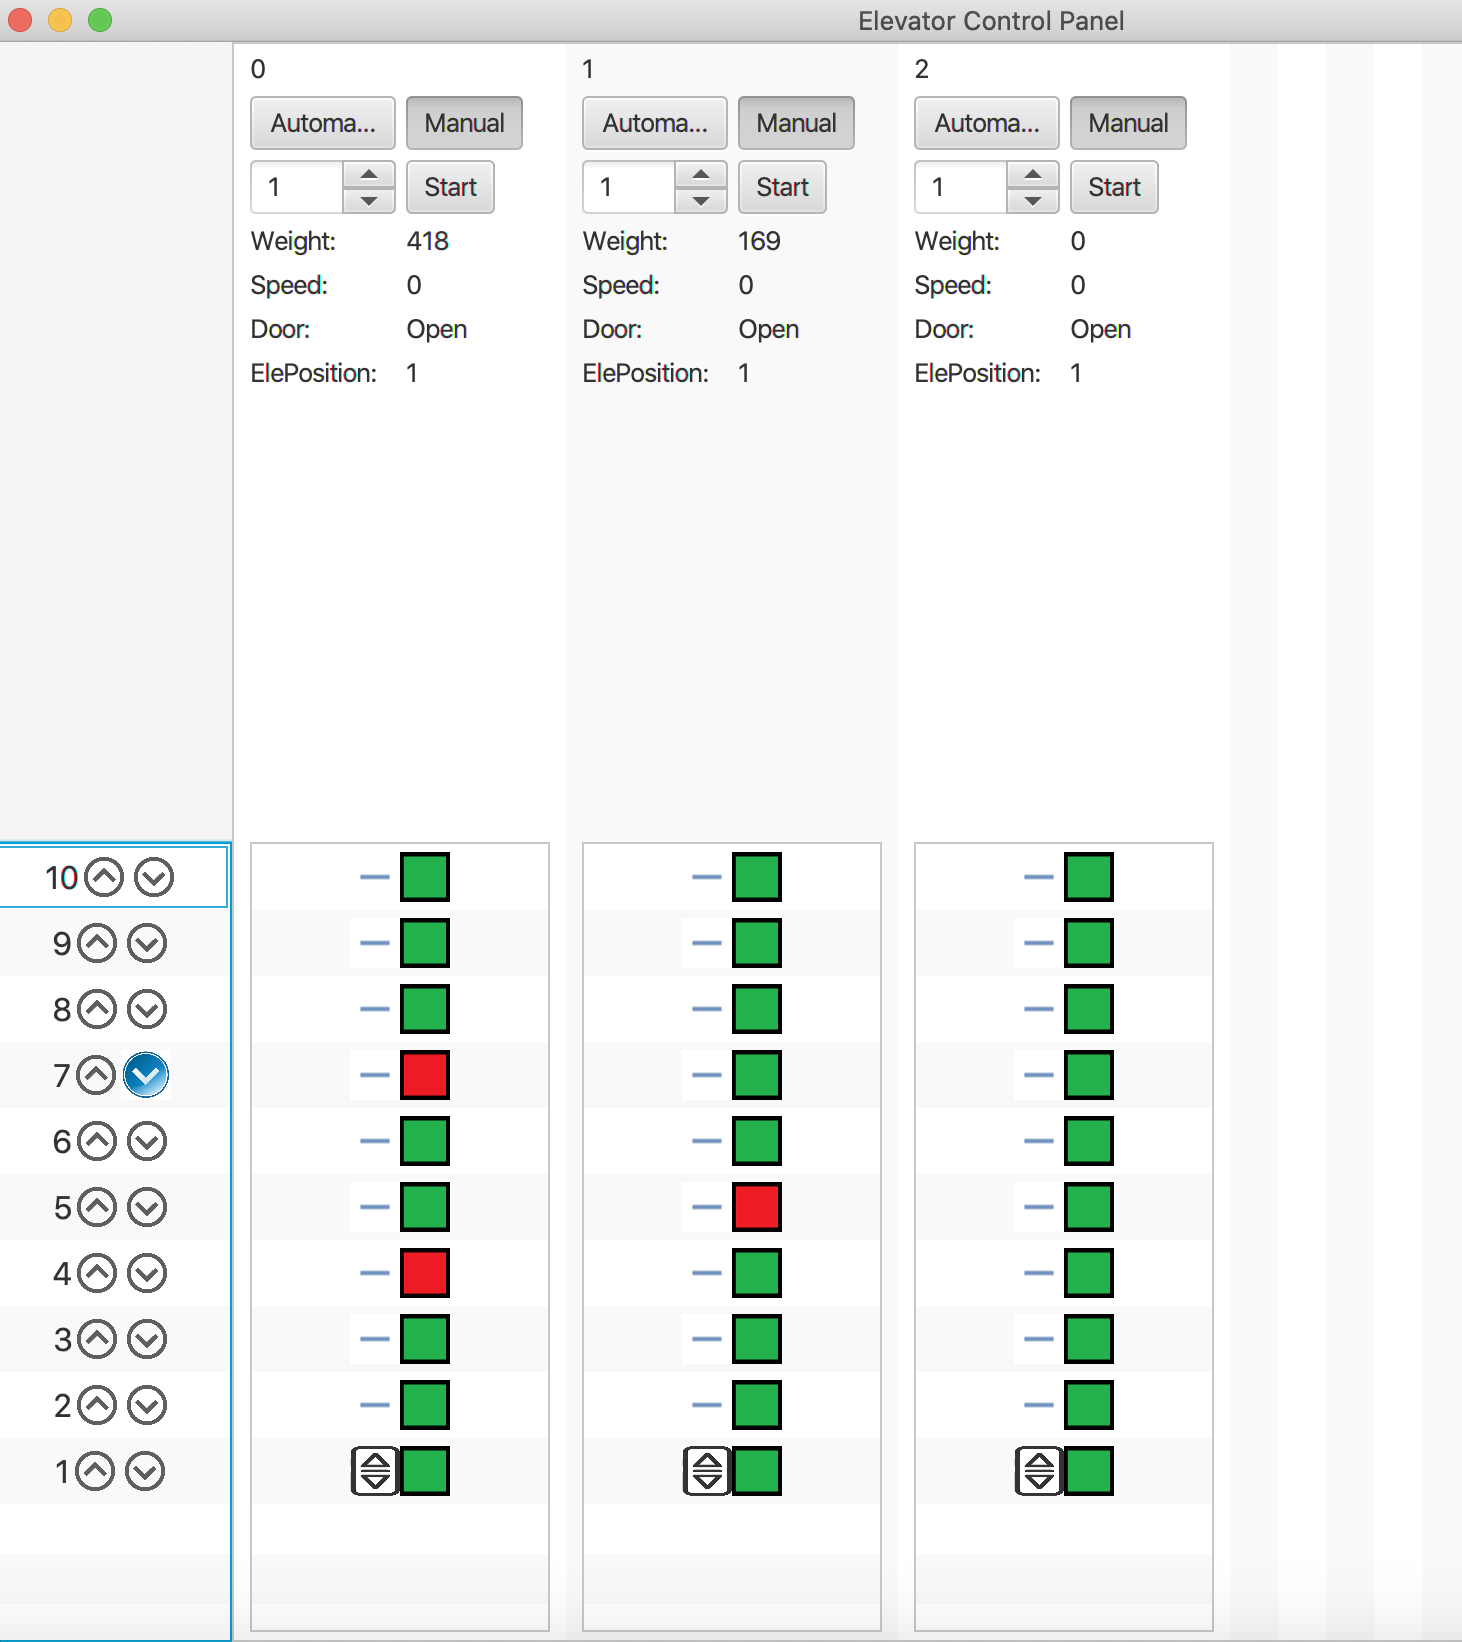 Elevator Control Panel
0
Automa... Manual
1 Start
Weight: 418
Speed: 0
Door: Open
ElePosition: 1
1
Automa... Manual
1 Start
Weight: 169
Speed: 0
Door: Open
ElePosition: 1
2
Automa... Manual
1 Start
Weight: 0
Speed: 0
Door: Open
ElePosition: 1
10
9
8
7
6
5
4
3
2
1